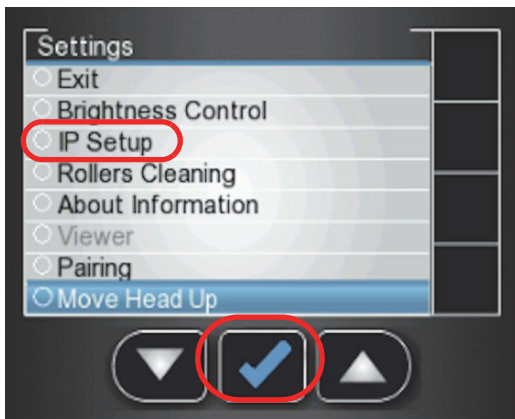 Settings
Exit
Brightness Control
IP Setup
Rollers Cleaning
About Information
Viewer
Pairing
Move Head Up